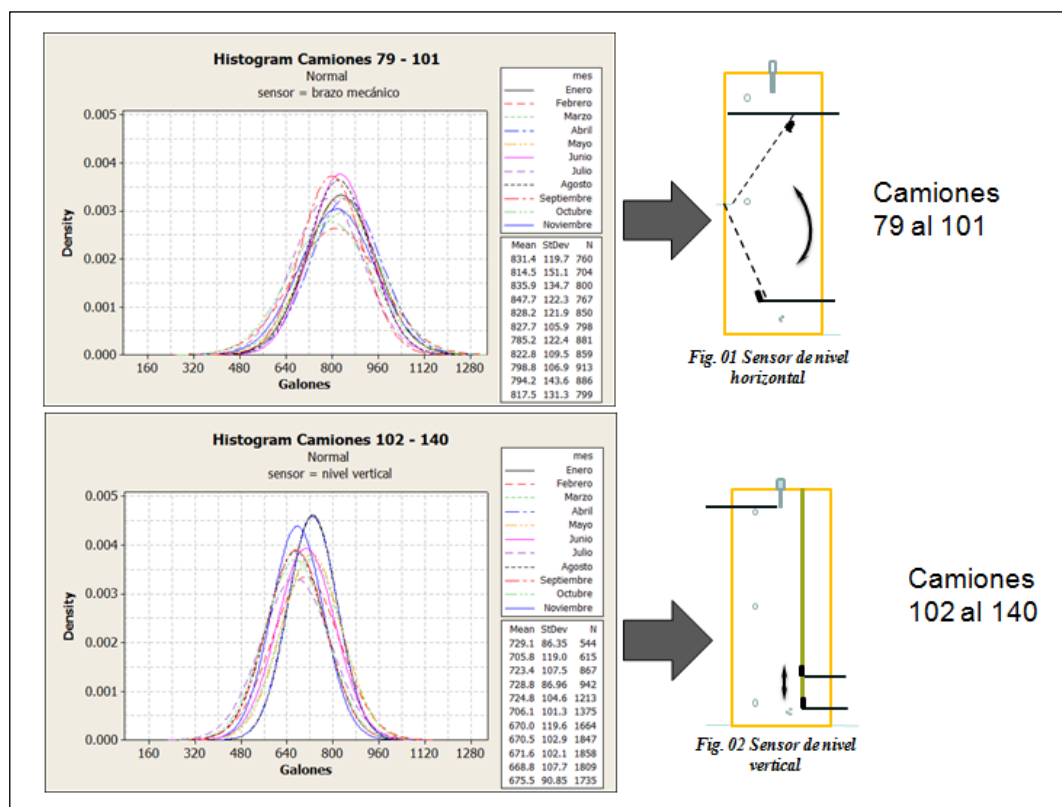 Histogram Camiones 79 - 101
Normal
sensor = brazo mecánico
mes
Enero
Febrero
Marzo
Abril
Mayo
Junio
Julio
Agosto
Septiembre
Octubre
Noviembre
Mean StDev N
831.4 119.7 760
814.5 151.1 704
835.9 134.7 800
847.7 122.3 767
828.2 121.9 850
827.7 105.9 798
785.2 122.4 881
822.8 109.5 859
798.8 106.9 913
794.2 143.6 886
817.5 131.3 799
Density
0.005
0.004
0.003
0.002
0.001
0.000
160 320 480 640 800 960 1120 1280
Galones
Fig. 01 Sensor de nivel
horizontal
Camiones
79 al 101
Histogram Camiones 102 - 140
Normal
sensor = nivel vertical
mes
Enero
Febrero
Marzo
Abril
Mayo
Junio
Julio
Agosto
Septiembre
Octubre
Noviembre
Mean StDev N
729.1 86.35 544
705.8 119.0 615
723.4 107.5 867
728.8 86.96 942
724.8 104.6 1213
706.1 101.3 1375
670.0 119.6 1664
670.5 102.9 1847
671.6 102.1 1858
668.8 107.7 1809
675.5 90.85 1735
Density
0.005
0.004
0.003
0.002
0.001
0.000
160 320 480 640 800 960 1120 1280
Galones
Fig. 02 Sensor de nivel
vertical
Camiones
102 al 140